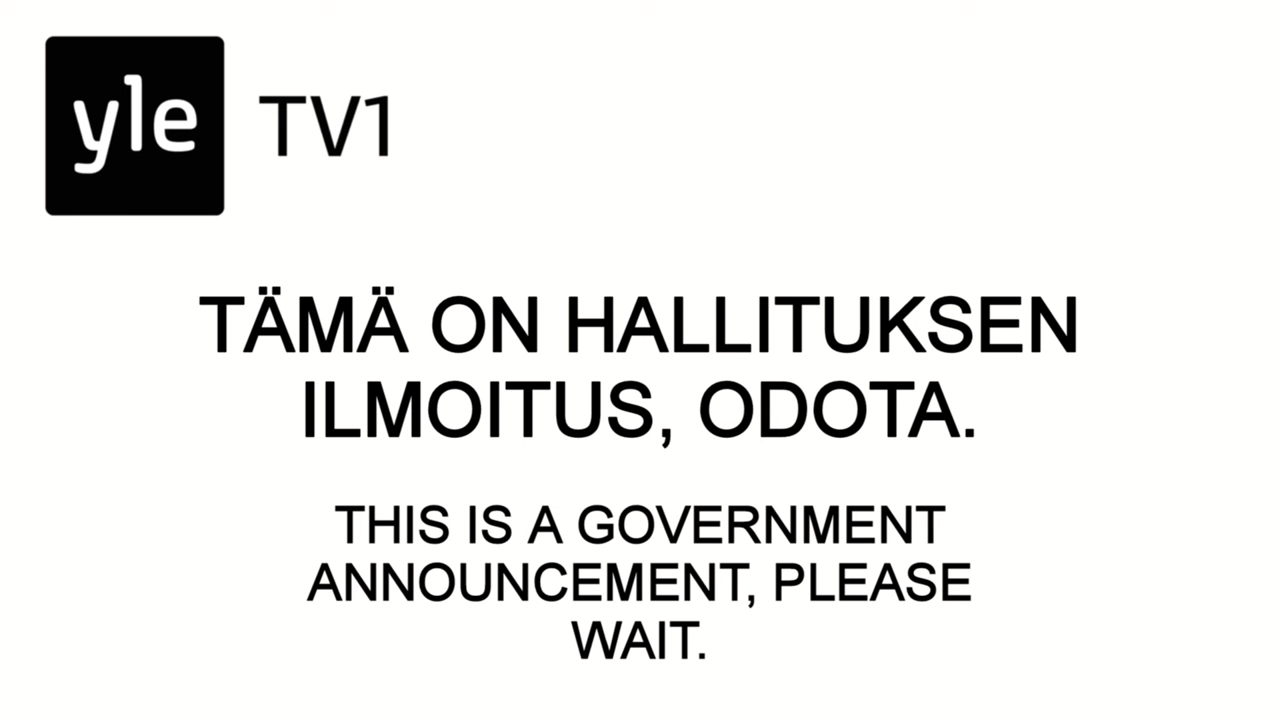 yle TV1
TÄMÄ ON HALLITUKSEN
ILMOITUS, ODOTA.
THIS IS A GOVERNMENT
ANNOUNCEMENT, PLEASE
WAIT.